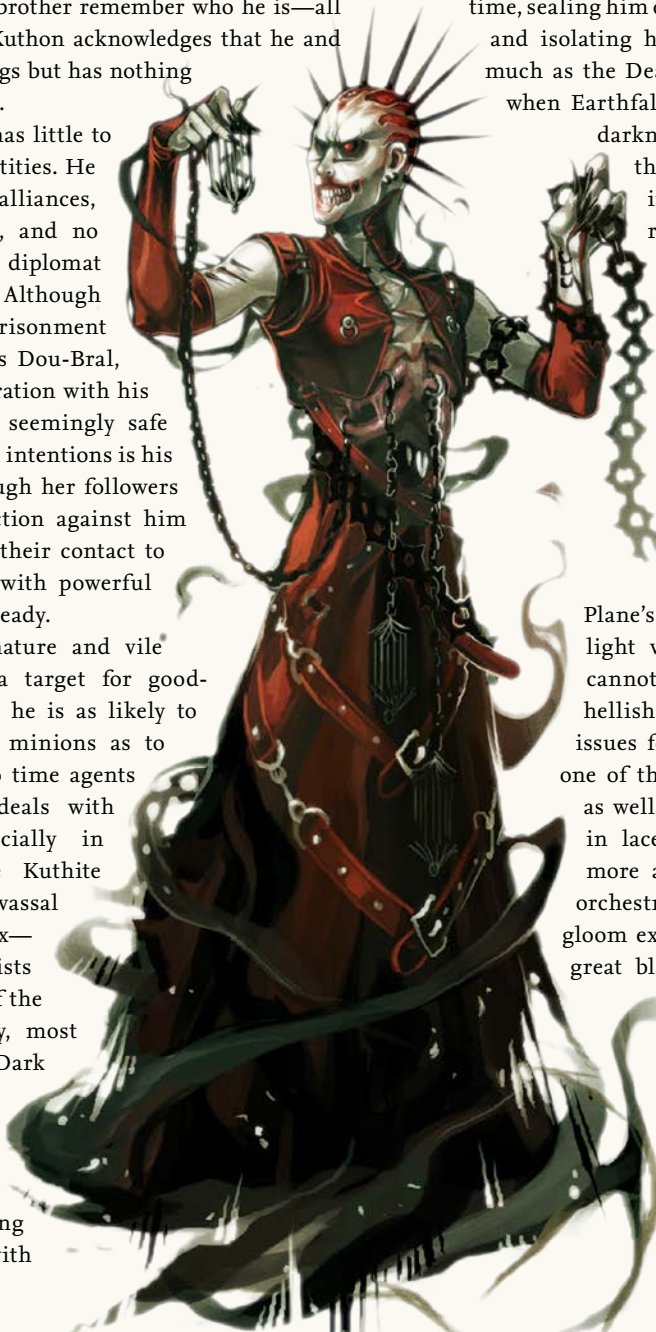 brother remember who he is—all
Kuthon acknowledges that he and
gs but has nothing
.
has little to
tities. He
alliances,
, and no
diplomat
Although
risonment
s Dou-Bral,
ration with his
seemingly safe
intentions is his
ugh her followers
ction against him
their contact to
with powerful
eady.
nature and vile
a target for good-
he is as likely to
minions as to
o time agents
deals with
cially in
e Kuthite
vassal
x—
ists
f the
y, most
Dark
ng
with
time, sealing him
and isolating h
much as the Dea
when Earthfal
darkn
th
i
r
Plane's
light w
cannot
hellish
issues f
one of th
as well
in lace
more a
orchestr
gloom ex
great bl